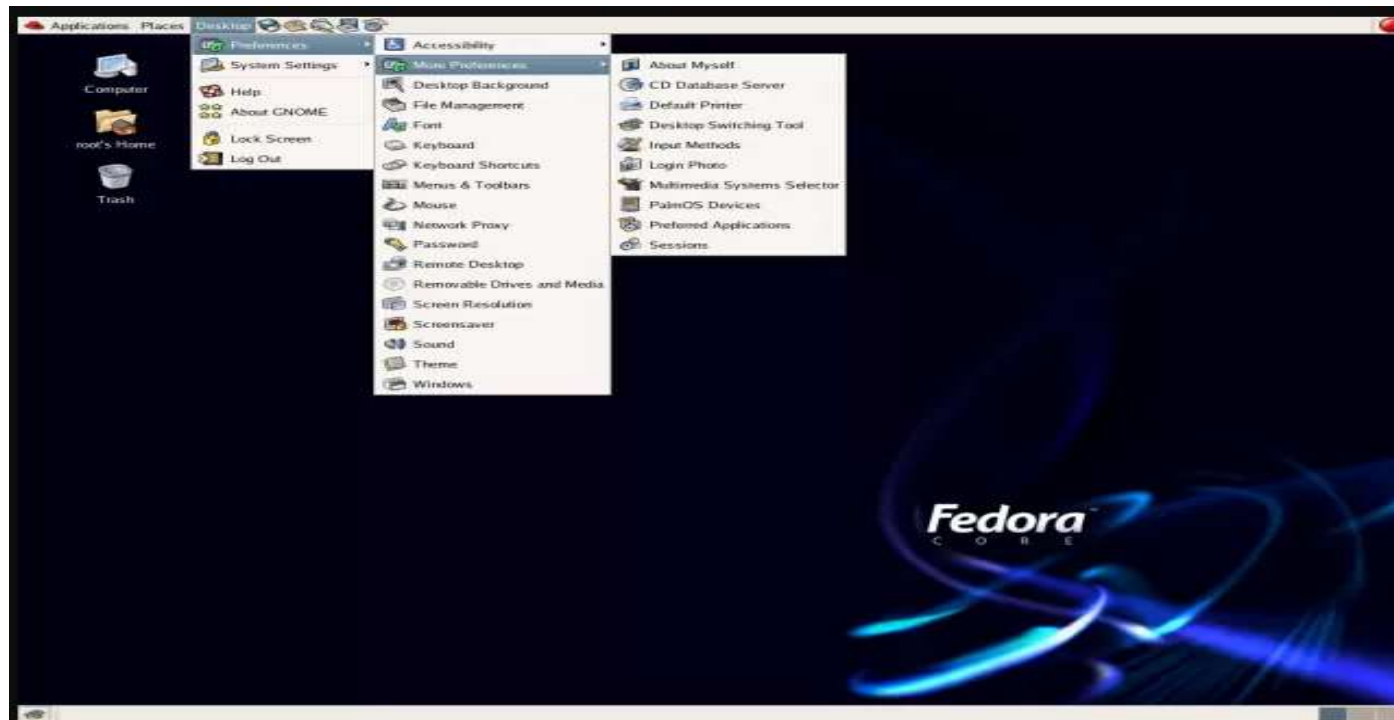 Applications Places Desktop
Computer
root's Home
Trash
Preferences
System Settings
Help
About GNOME
Lock Screen
Log Out
Accessibility
More Preferences
Desktop Background
File Management
Font
Keyboard
Keyboard Shortcuts
Menus & Toolbars
Mouse
Network Proxy
Password
Remote Desktop
Removable Drives and Media
Screen Resolution
Screensaver
Sound
Theme
Windows
About Myself
CD Database Server
Default Printer
Desktop Switching Tool
Input Methods
Login Photo
Multimedia Systems Selector
PalmOS Devices
Preferred Applications
Sessions
Fedora
CORE